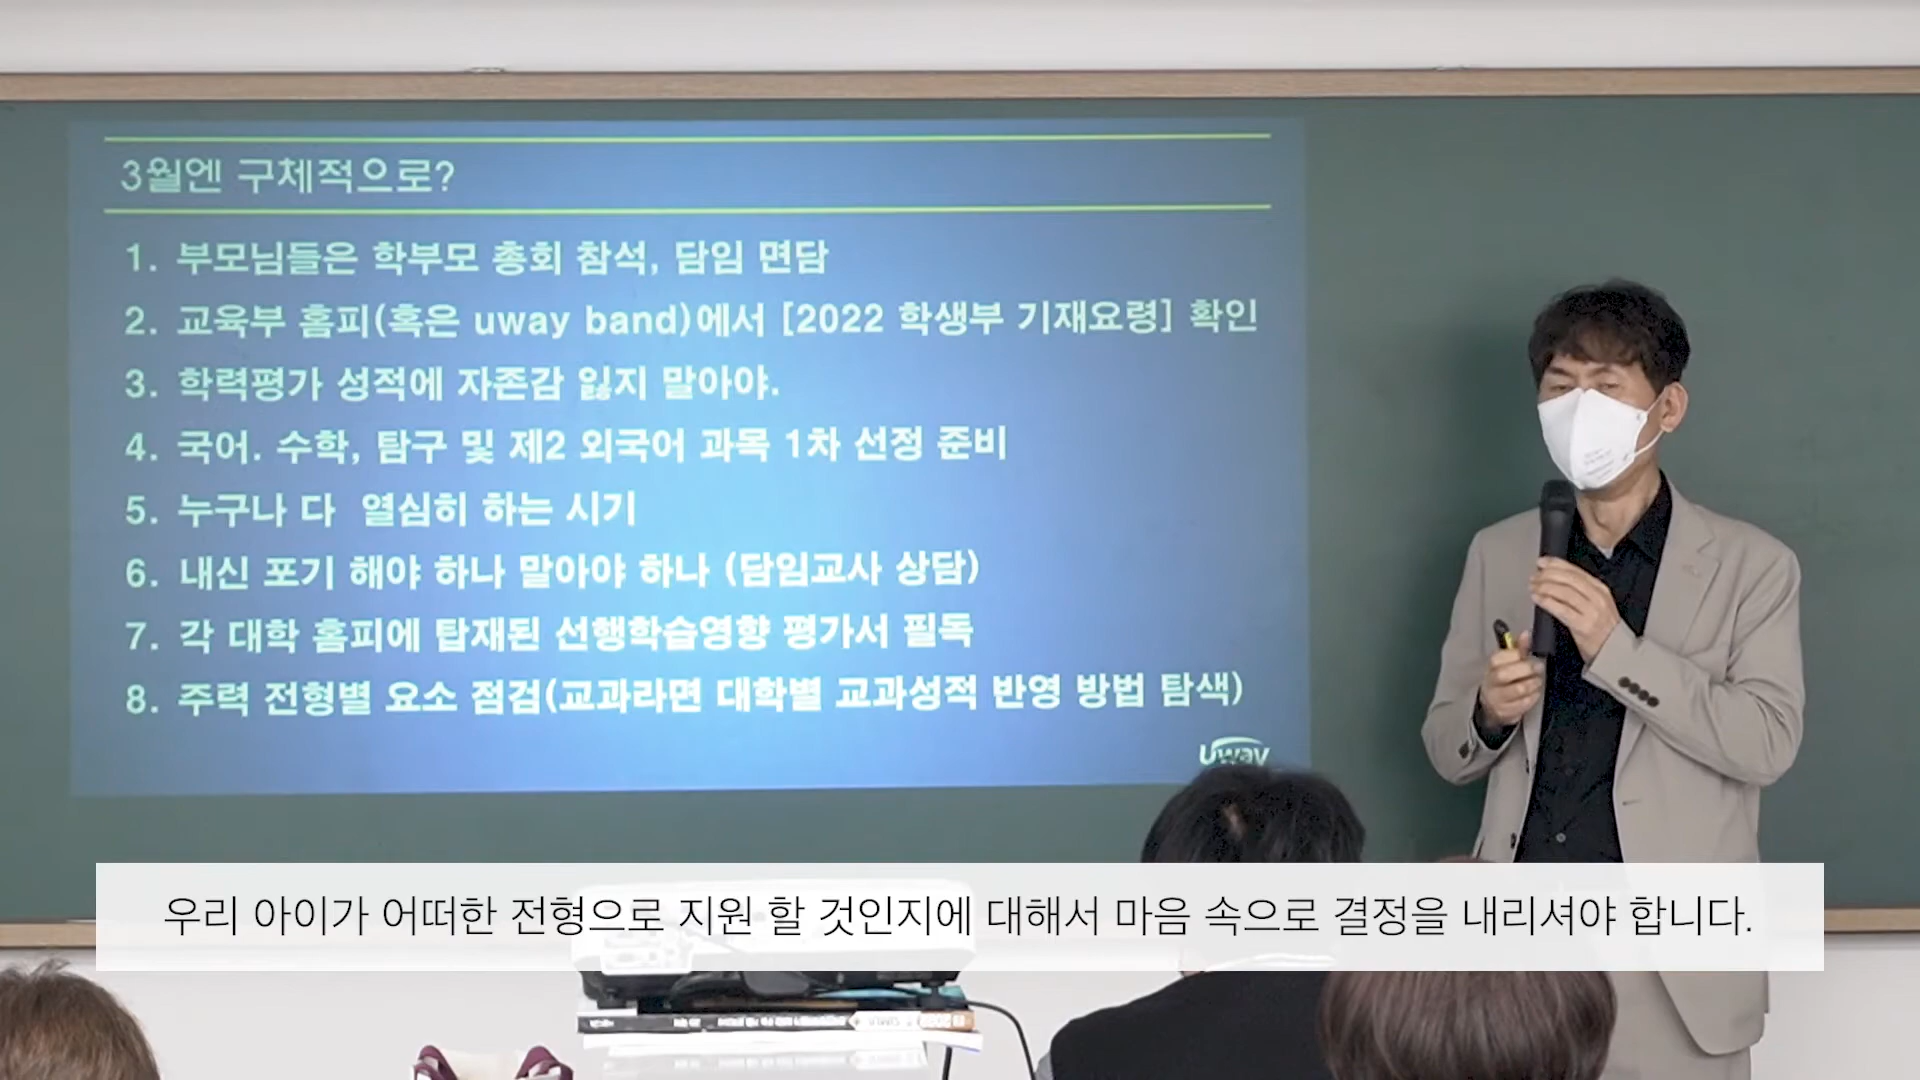 3월엔 구체적으로?
1. 부모님들은 학부모 총회 참석, 담임 면담
2. 교육부 홈피(혹은 uway band)에서 [2022 학생부 기재요령] 확인
3. 학력평가 성적에 자존감 잃지 말아야.
4. 국어. 수학, 탐구 및 제2 외국어 과목 1차 선정 준비
5. 누구나 다 열심히 하는 시기
6. 내신 포기 해야 하나 말아야 하나 (담임교사 상담)
7. 각 대학 홈피에 탑재된 선행학습영향 평가서 필독
8. 주력 전형별 요소 점검(교과라면 대학별 교과성적 반영 방법 탐색)
uway
우리 아이가 어떠한 전형으로 지원 할 것인지에 대해서 마음 속으로 결정을 내리셔야 합니다.